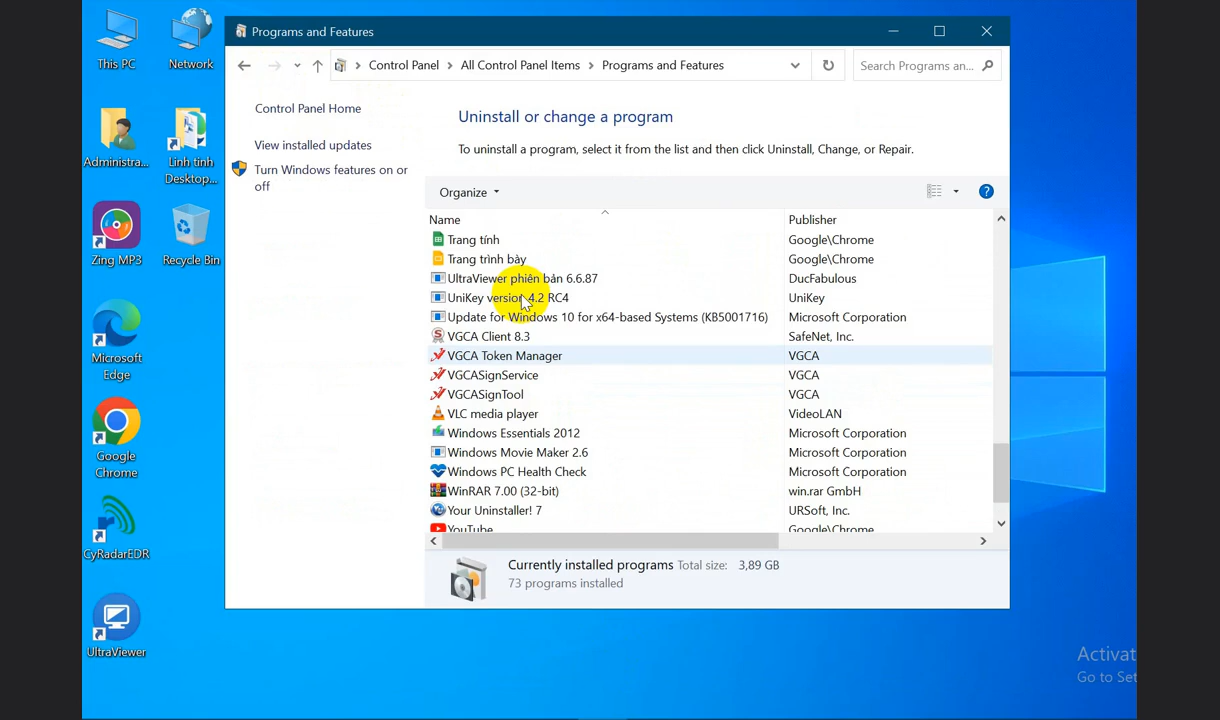 This PC
Network
Administra...
Linh tinh
Desktop...
Zing MP3
Recycle Bin
Microsoft
Edge
Google
Chrome
CyRadarEDR
UltraViewer
Programs and Features
Control Panel > All Control Panel Items > Programs and Features
Search Programs an...
Control Panel Home
View installed updates
Turn Windows features on or
off
Uninstall or change a program
To uninstall a program, select it from the list and then click Uninstall, Change, or Repair.
Organize
Name Publisher
Trang tính Google\Chrome
Trang trình bày Google\Chrome
UltraViewer phiên bản 6.6.87 DucFabulous
UniKey version 4.2 RC4 UniKey
Update for Windows 10 for x64-based Systems (KB5001716) Microsoft Corporation
VGCA Client 8.3 SafeNet, Inc.
VGCA Token Manager VGCA
VGCASignService VGCA
VGCASignTool VGCA
VLC media player VideoLAN
Windows Essentials 2012 Microsoft Corporation
Windows Movie Maker 2.6 Microsoft Corporation
Windows PC Health Check Microsoft Corporation
WinRAR 7.00 (32-bit) win.rar GmbH
Your Uninstaller! 7 URSoft, Inc.
YouTube Google\Chrome
Currently installed programs Total size: 3,89 GB
73 programs installed
Activat
Go to Set